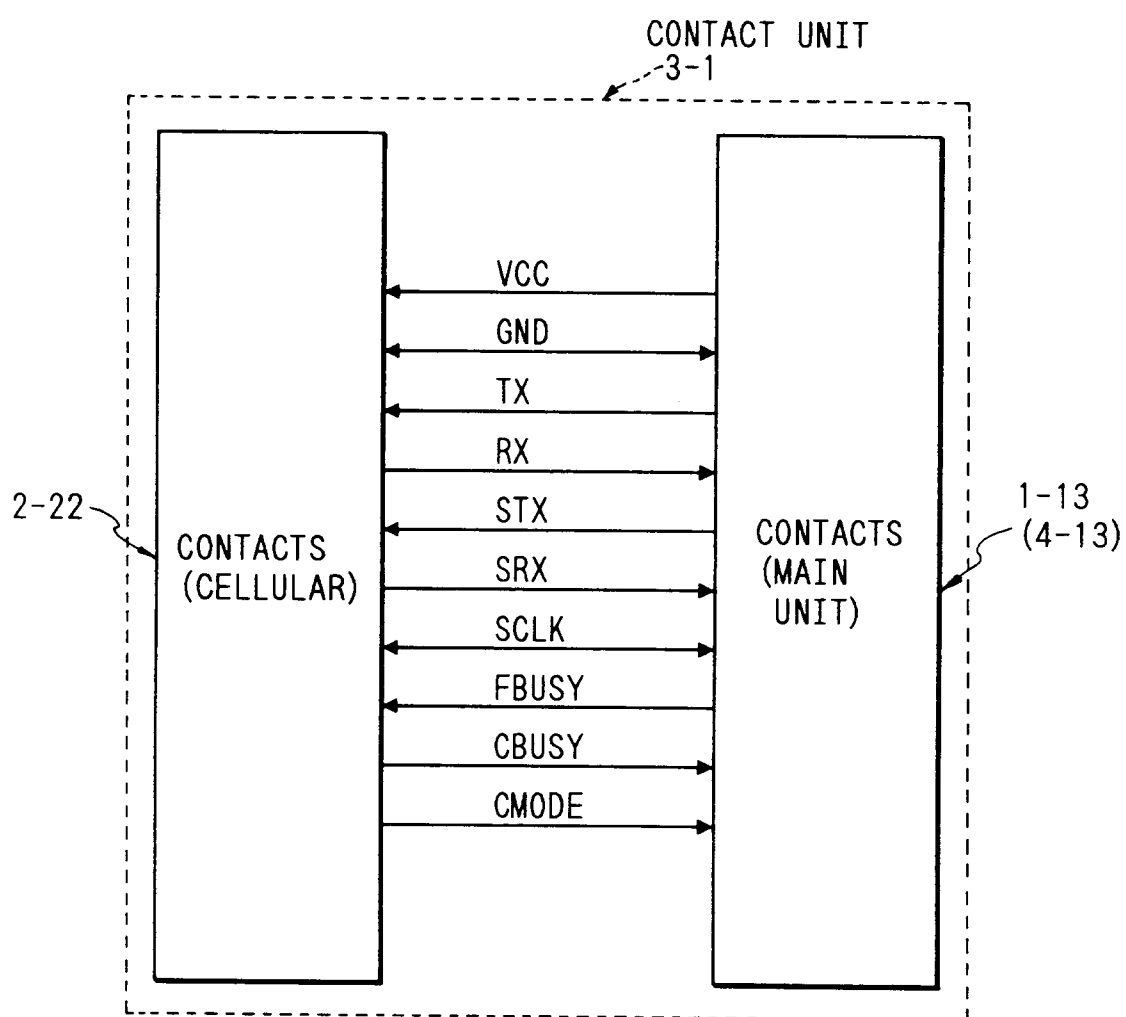 CONTACT UNIT
3-1
VCC
GND
TX
RX
STX
SRX
SCLK
FBUSY
CBUSY
CMODE
2-22
CONTACTS
(CELLULAR)
CONTACTS
(MAIN
UNIT)
1-13
(4-13)